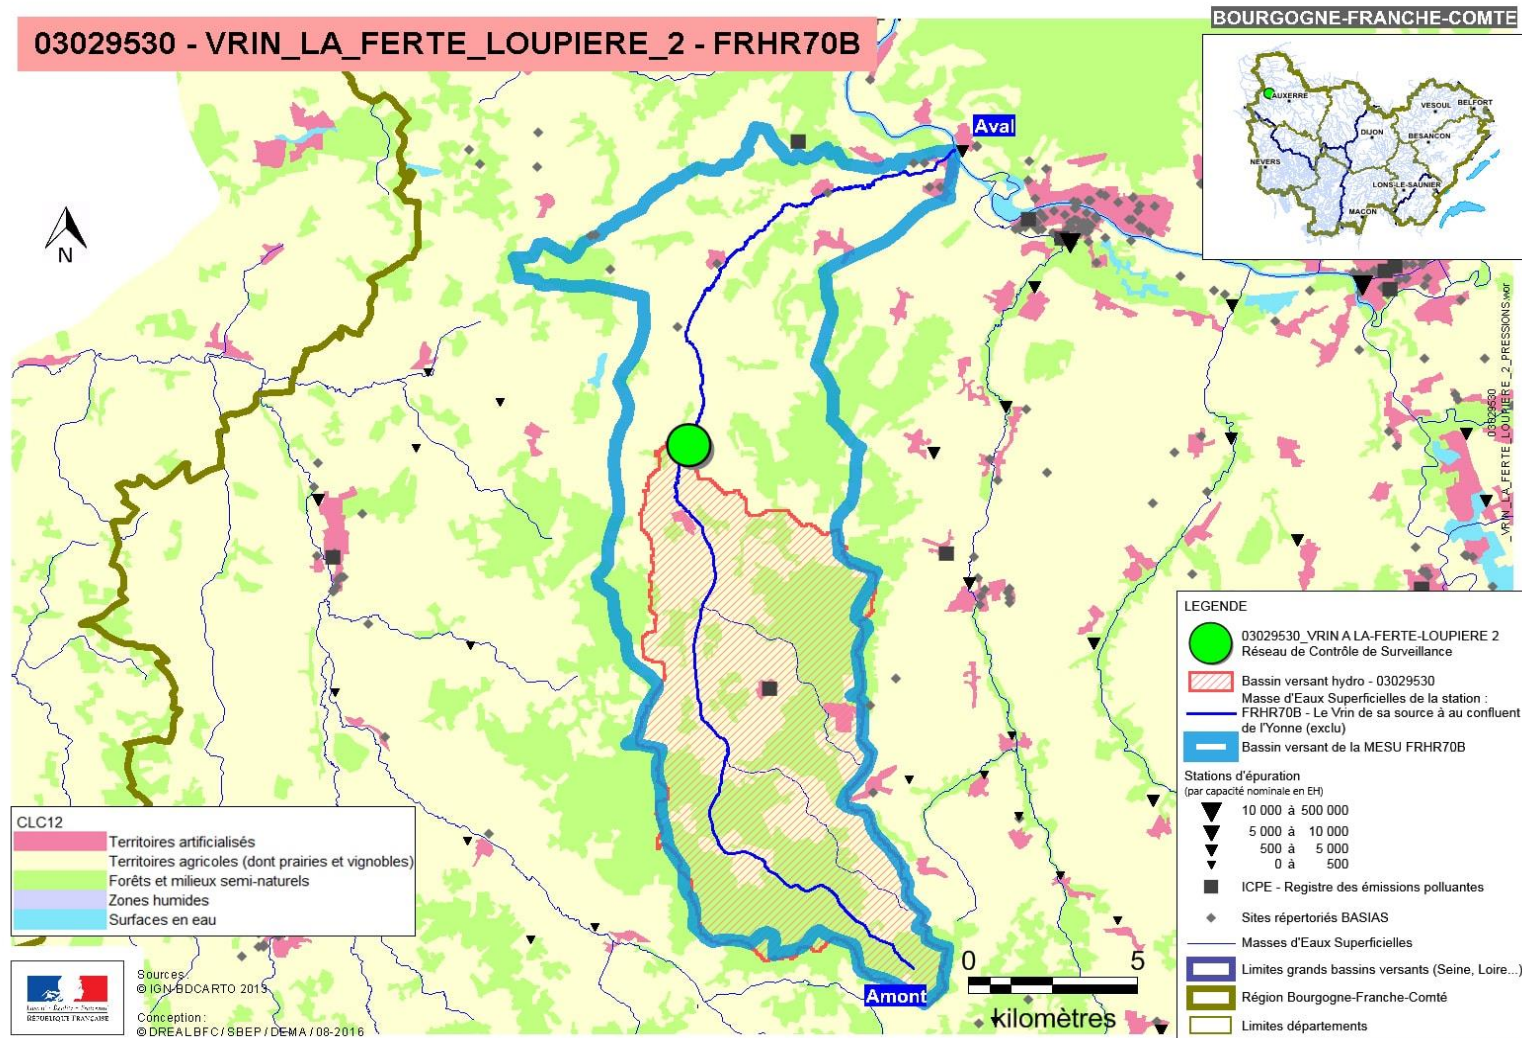 03029530 - VRIN_LA_FERTE_LOUPIERE_2 - FRHR70B
BOURGOGNE-FRANCHE-COMTE
AUXERRE
VESOUL
BELFORT
DIJON
BESANCON
NEVERS
LONS-LE-SAUNIER
MACON
Aval
N
03029530
_VRIN_LA_FERTE_LOUPIERE_2_PRESSIONS.wor
LEGENDE
03029530_VRIN A LA-FERTE-LOUPIERE 2
Réseau de Contrôle de Surveillance
Bassin versant hydro - 03029530
Masse d'Eaux Superficielles de la station :
FRHR70B - Le Vrin de sa source à au confluent
de l'Yonne (exclu)
Bassin versant de la MESU FRHR70B
Stations d'épuration
(par capacité nominale en EH)
10 000 à 500 000
5 000 à 10 000
500 à 5 000
0 à 500
ICPE - Registre des émissions polluantes
Sites répertoriés BASIAS
Masses d'Eaux Superficielles
Limites grands bassins versants (Seine, Loire...)
Région Bourgogne-Franche-Comté
Limites départements
CLC12
Territoires artificialisés
Territoires agricoles (dont prairies et vignobles)
Forêts et milieux semi-naturels
Zones humides
Surfaces en eau
Amont
0 5
kilomètres
Liberté • Égalité • Fraternité
RÉPUBLIQUE FRANÇAISE
Sources :
© IGN BDCARTO 2013
Conception :
© DREAL BFC / SBEP / DEMA / 08-2016